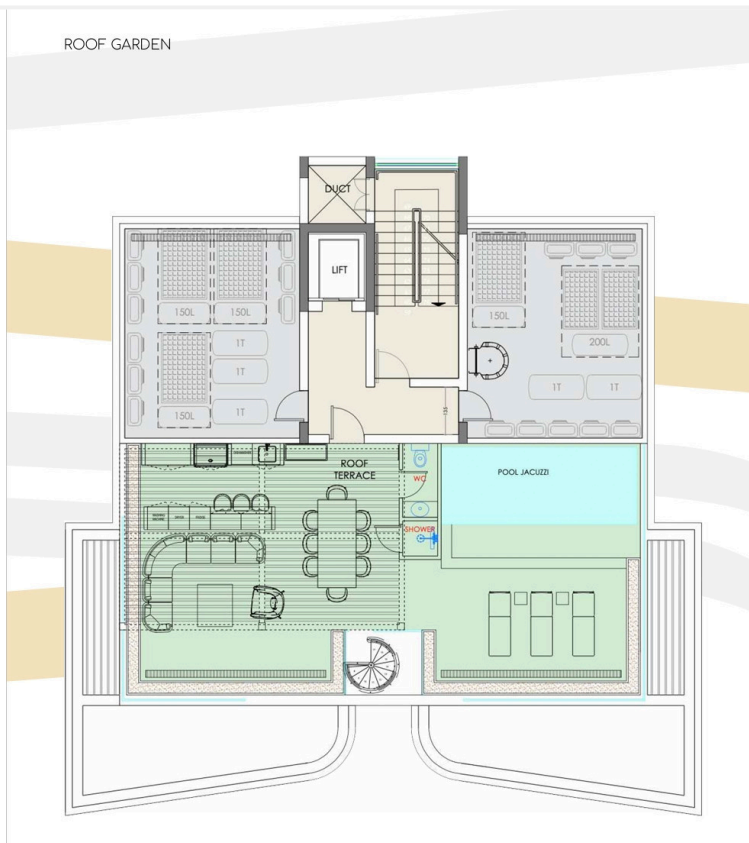 ROOF GARDEN
DUCT
LIFT
150L
150L
150L
200L
1T
1T
1T
1T
1T
150L
135
ROOF
TERRACE
WC
POOL JACUZZI
SHOWER